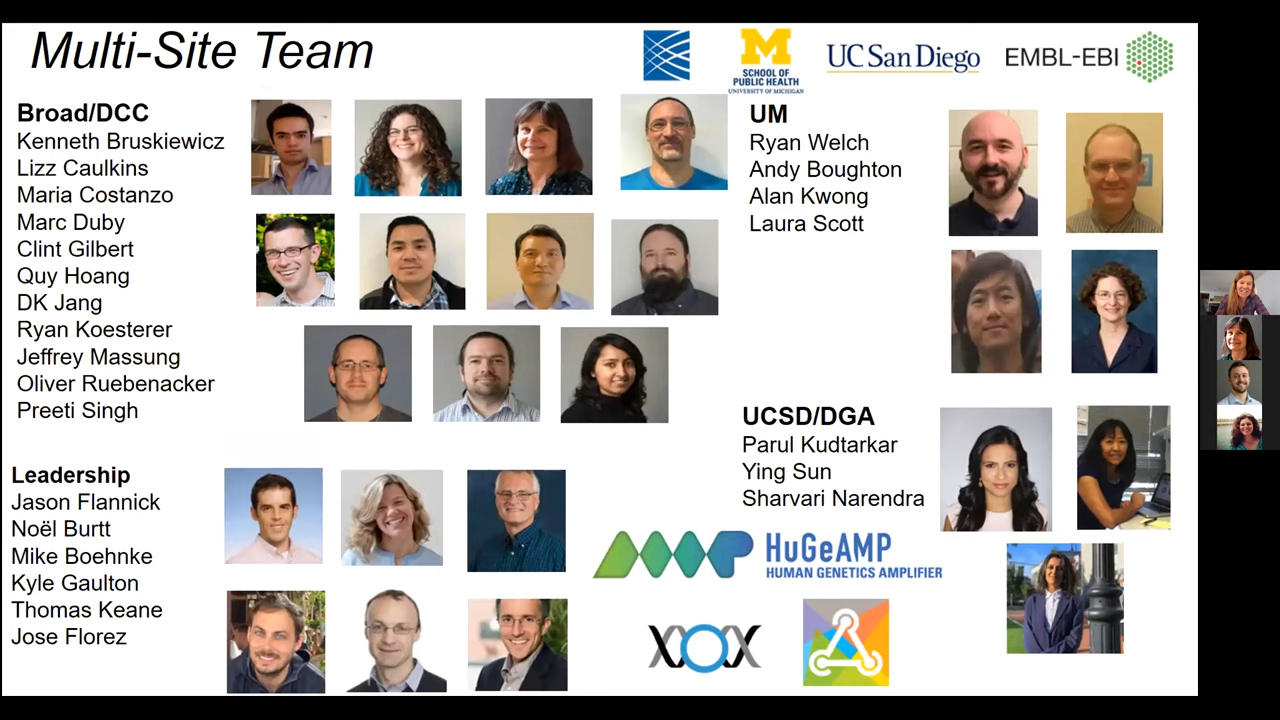 Multi-Site Team
M
SCHOOL OF
PUBLIC HEALTH
UNIVERSITY OF MICHIGAN
UC San Diego
EMBL-EBI
Broad/DCC
Kenneth Bruskiewicz
Lizz Caulkins
Maria Costanzo
Marc Duby
Clint Gilbert
Quy Hoang
DK Jang
Ryan Koesterer
Jeffrey Massung
Oliver Ruebenacker
Preeti Singh
UM
Ryan Welch
Andy Boughton
Alan Kwong
Laura Scott
Leadership
Jason Flannick
Noël Burtt
Mike Boehnke
Kyle Gaulton
Thomas Keane
Jose Florez
UCSD/DGA
Parul Kudtarkar
Ying Sun
Sharvari Narendra
AMP
HuGeAMP
HUMAN GENETICS AMPLIFIER